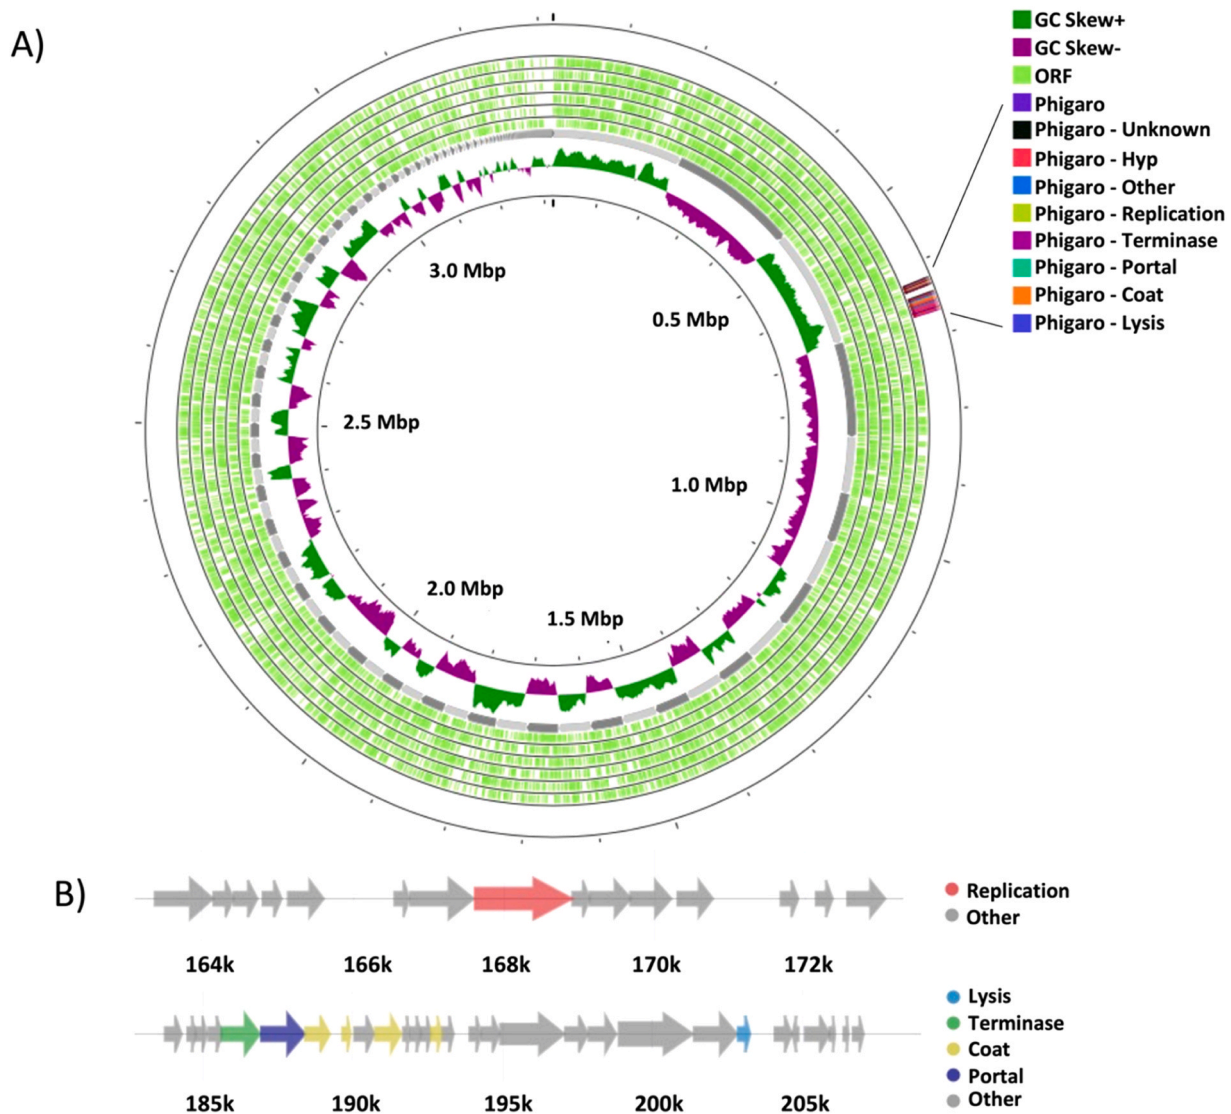 A)
GC Skew+
GC Skew-
ORF
Phigaro
Phigaro - Unknown
Phigaro - Hyp
Phigaro - Other
Phigaro - Replication
Phigaro - Terminase
Phigaro - Portal
Phigaro - Coat
Phigaro - Lysis
3.0 Mbp
0.5 Mbp
2.5 Mbp
1.0 Mbp
2.0 Mbp
1.5 Mbp
B)
Replication
Other
164k 166k 168k 170k 172k
Lysis
Terminase
Coat
Portal
Other
185k 190k 195k 200k 205k